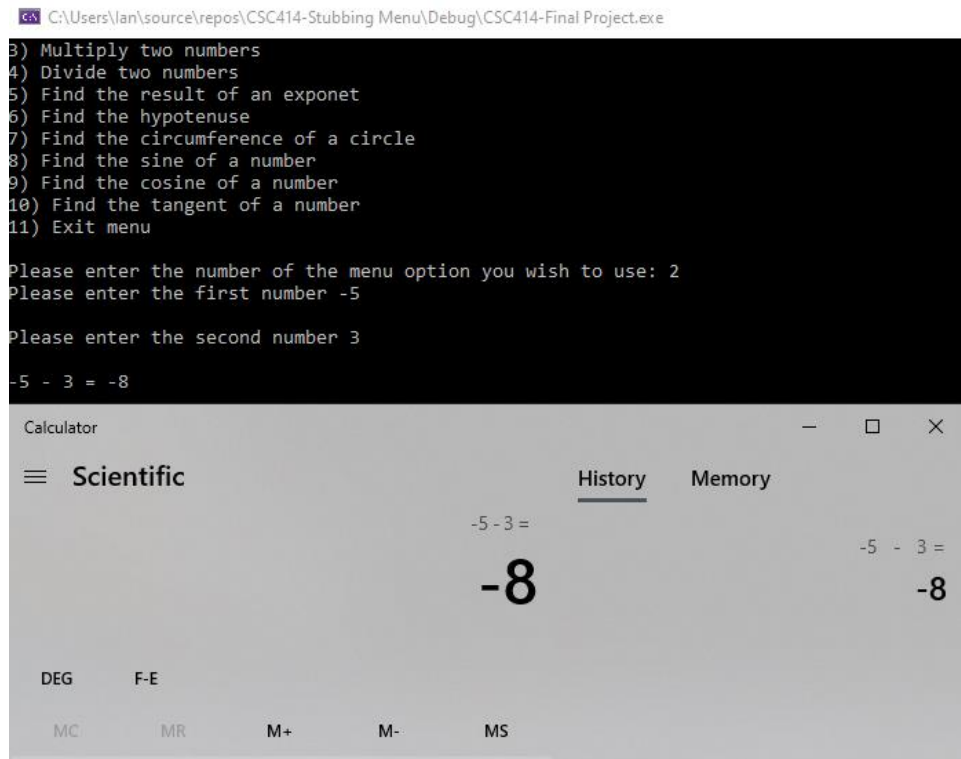 C:\Users\Ian\source\repos\CSC414-Stubbing Menu\Debug\CSC414-Final Project.exe
3) Multiply two numbers
4) Divide two numbers
5) Find the result of an exponet
6) Find the hypotenuse
7) Find the circumference of a circle
8) Find the sine of a number
9) Find the cosine of a number
10) Find the tangent of a number
11) Exit menu
Please enter the number of the menu option you wish to use: 2
Please enter the first number -5
Please enter the second number 3
-5 - 3 = -8
Calculator
Scientific
History Memory
-5 - 3 =
-8
-5 - 3 =
-8
DEG F-E
MC MR M+ M- MS